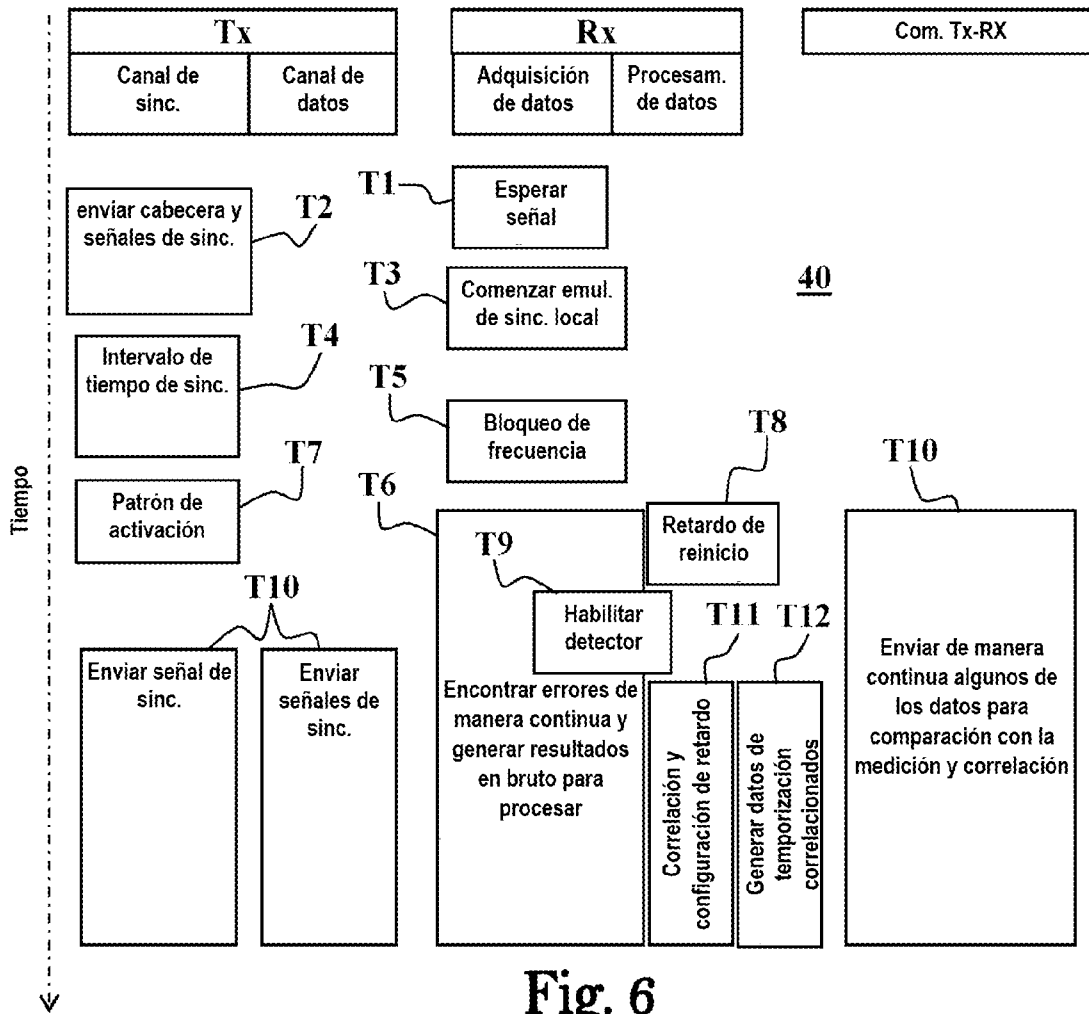 Tx
Rx
Com. Tx-RX
Canal de
sinc.
Canal de
datos
Adquisición
de datos
Procesam.
de datos
T1
Esperar
señal
enviar cabecera y
señales de sinc.
T2
T3
Comenzar emul.
de sinc. local
40
T4
Intervalo de
tiempo de sinc.
T5
Bloqueo de
frecuencia
T8
T7
T10
Tiempo
Patrón de
activación
T6
Retardo de
reinicio
T9
Habilitar
detector
T11
T12
T10
Enviar señal de
sinc.
Enviar
señales de
sinc.
Encontrar errores de
manera continua y
generar resultados
en bruto para
procesar
Correlación y
configuración de retardo
Generar datos de
temporización
correlacionados
Enviar de manera
continua algunos de
los datos para
comparación con la
medición y correlación
Fig. 6